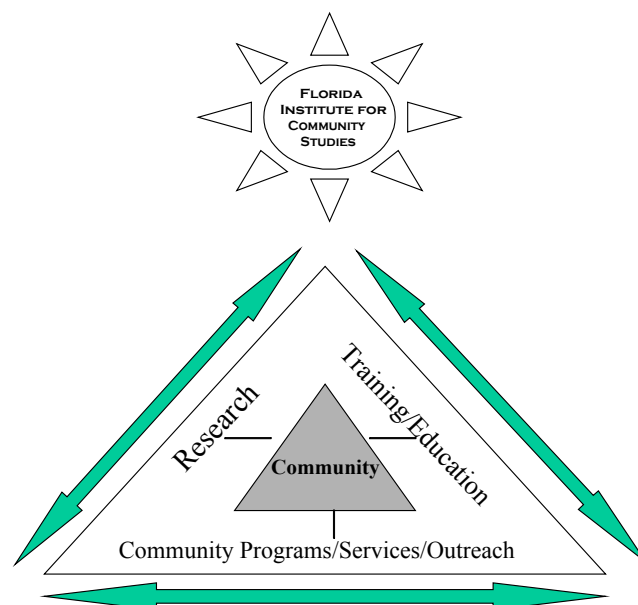 FLORIDA
INSTITUTE FOR
COMMUNITY
STUDIES
Research
Training/Education
Community
Community Programs/Services/Outreach